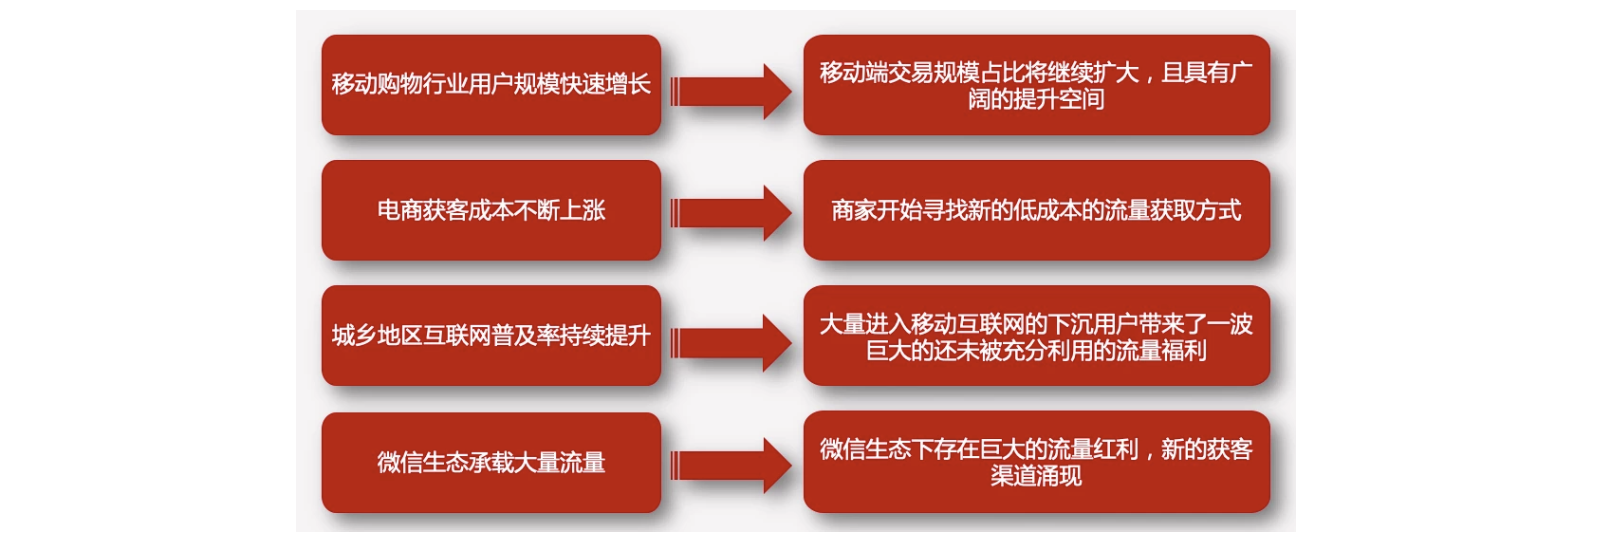 移动购物行业用户规模快速增长
移动端交易规模占比将继续扩大，且具有广
阔的提升空间
电商获客成本不断上涨
商家开始寻找新的低成本的流量获取方式
城乡地区互联网普及率持续提升
大量进入移动互联网的下沉用户带来了一波
巨大的还未被充分利用的流量福利
微信生态承载大量流量
微信生态下存在巨大的流量红利，新的获客
渠道涌现